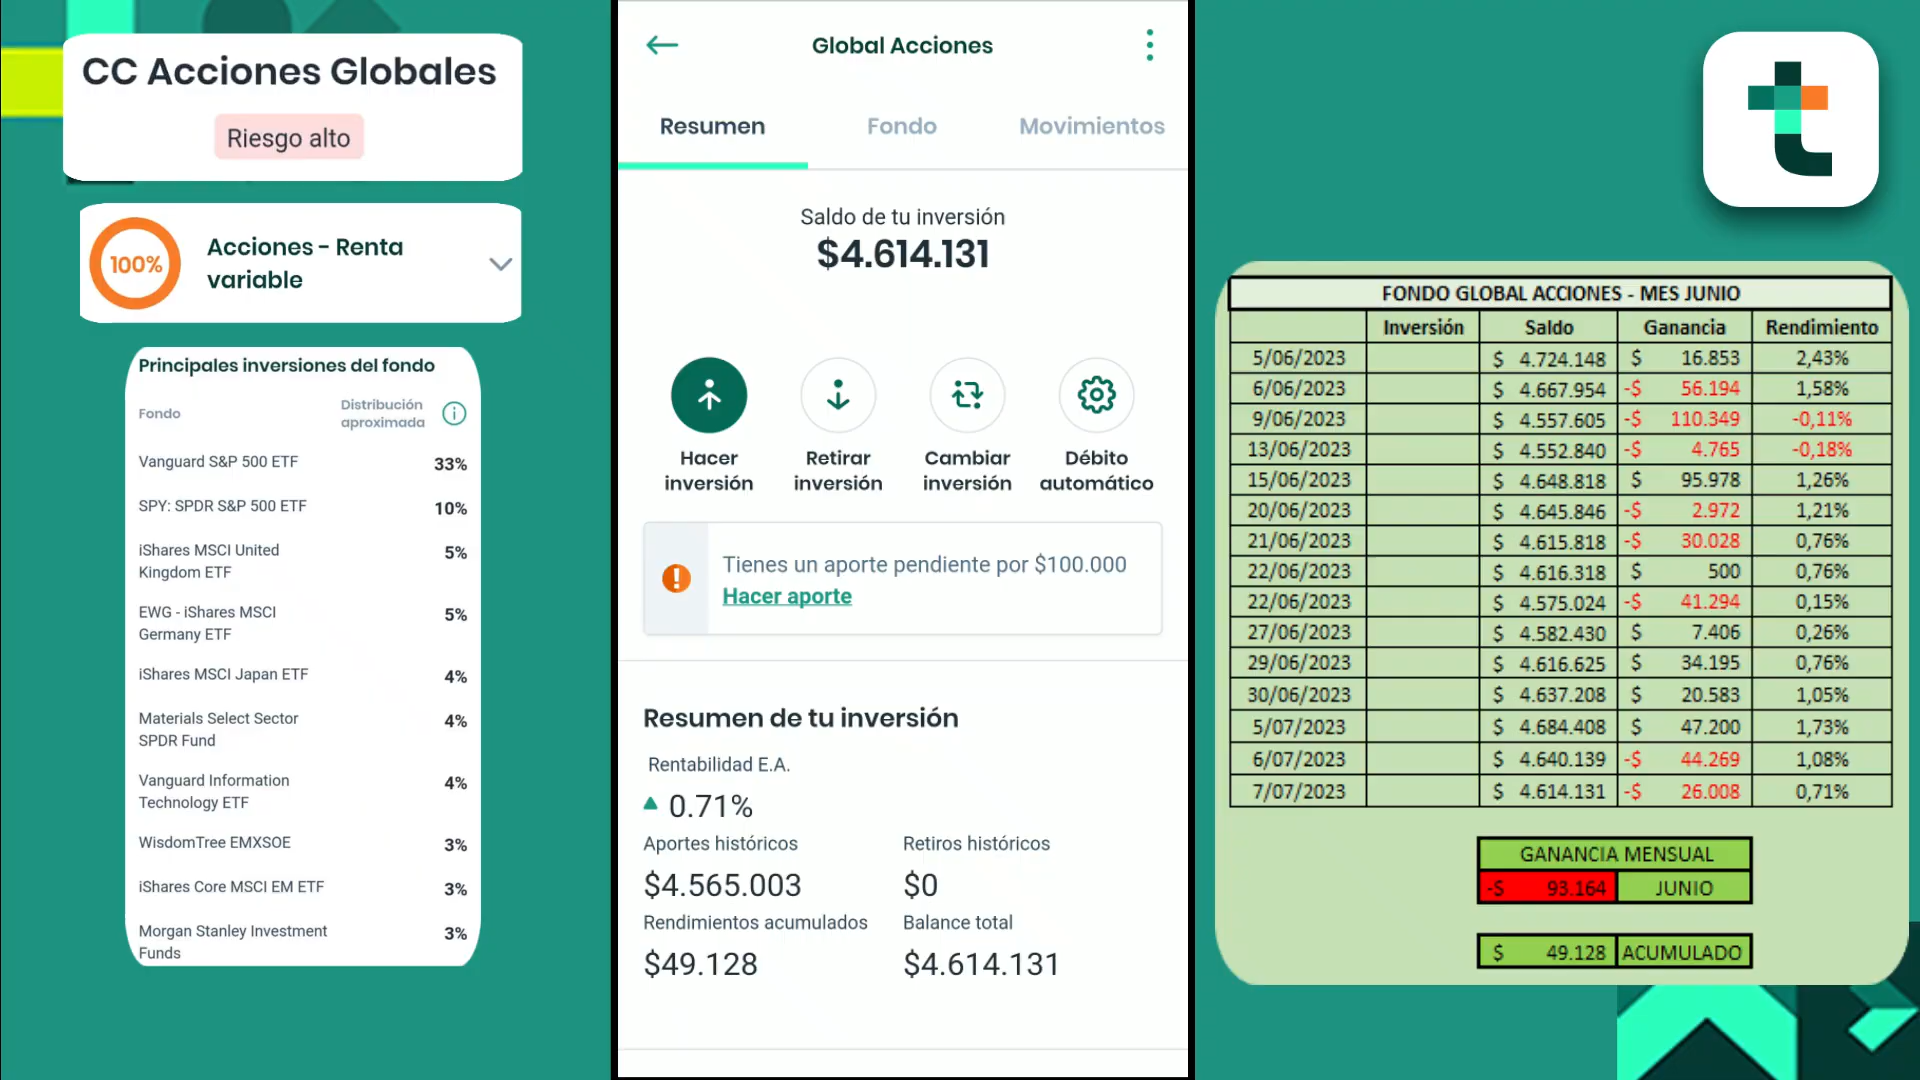 CC Acciones Globales
Riesgo alto
100%
Acciones - Renta
variable
Principales inversiones del fondo
Fondo
Distribución
aproximada
Vanguard S&P 500 ETF 33%
SPY: SPDR S&P 500 ETF 10%
iShares MSCI United
Kingdom ETF 5%
EWG - iShares MSCI
Germany ETF 5%
iShares MSCI Japan ETF 4%
Materials Select Sector
SPDR Fund 4%
Vanguard Information
Technology ETF 4%
WisdomTree EMXSOE 3%
iShares Core MSCI EM ETF 3%
Morgan Stanley Investment
Funds 3%
Global Acciones
Resumen Fondo Movimientos
Saldo de tu inversión
$4.614.131
Hacer
inversión
Retirar
inversión
Cambiar
inversión
Débito
automático
Tienes un aporte pendiente por $100.000
Hacer aporte
Resumen de tu inversión
Rentabilidad E.A.
0.71%
Aportes históricos Retiros históricos
$4.565.003 $0
Rendimientos acumulados Balance total
$49.128 $4.614.131
t
FONDO GLOBAL ACCIONES - MES JUNIO
Inversión Saldo Ganancia Rendimiento
5/06/2023 $ 4.724.148 $ 16.853 2,43%
6/06/2023 $ 4.667.954 -$ 56.194 1,58%
9/06/2023 $ 4.557.605 -$ 110.349 -0,11%
13/06/2023 $ 4.552.840 -$ 4.765 -0,18%
15/06/2023 $ 4.648.818 $ 95.978 1,26%
20/06/2023 $ 4.645.846 -$ 2.972 1,21%
21/06/2023 $ 4.615.818 -$ 30.028 0,76%
22/06/2023 $ 4.616.318 $ 500 0,76%
22/06/2023 $ 4.575.024 -$ 41.294 0,15%
27/06/2023 $ 4.582.430 $ 7.406 0,26%
29/06/2023 $ 4.616.625 $ 34.195 0,76%
30/06/2023 $ 4.637.208 $ 20.583 1,05%
5/07/2023 $ 4.684.408 $ 47.200 1,73%
6/07/2023 $ 4.640.139 -$ 44.269 1,08%
7/07/2023 $ 4.614.131 -$ 26.008 0,71%
GANANCIA MENSUAL
-$ 93.164 JUNIO
$ 49.128 ACUMULADO